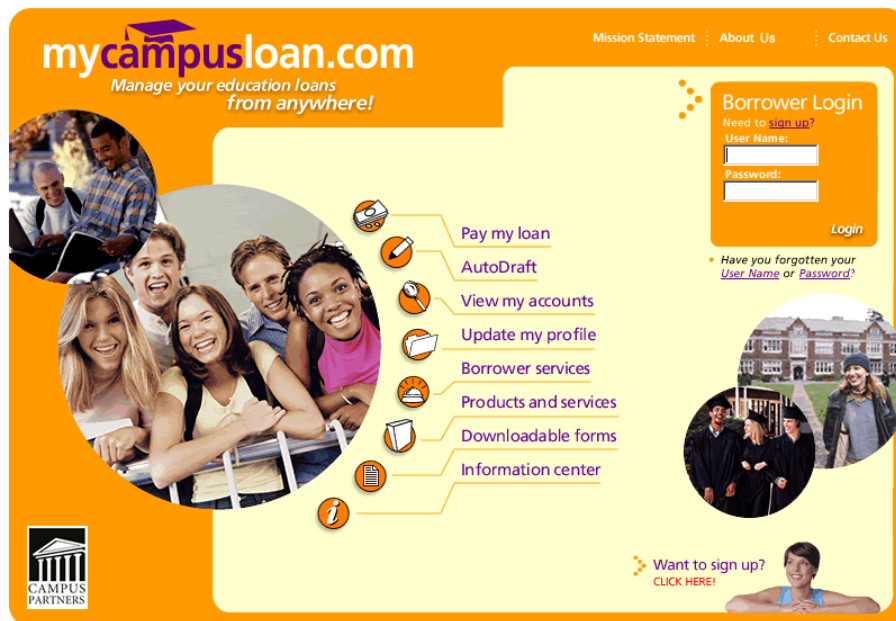 mycampusloan.com
Manage your education loans
from anywhere!
Mission Statement
About Us
Contact Us
Borrower Login
Need to sign up?
User Name:
Password:
Login
Have you forgotten your
User Name or Password?
Pay my loan
AutoDraft
View my accounts
Update my profile
Borrower services
Products and services
Downloadable forms
Information center
i
Want to sign up?
CLICK HERE!
CAMPUS
PARTNERS